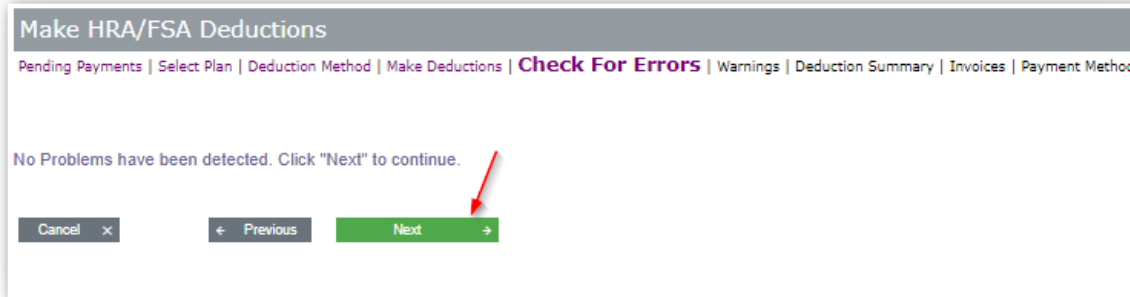 Make HRA/FSA Deductions
Pending Payments | Select Plan | Deduction Method | Make Deductions | Check For Errors | Warnings | Deduction Summary | Invoices | Payment Method
No Problems have been detected. Click "Next" to continue.
Cancel × ← Previous Next →